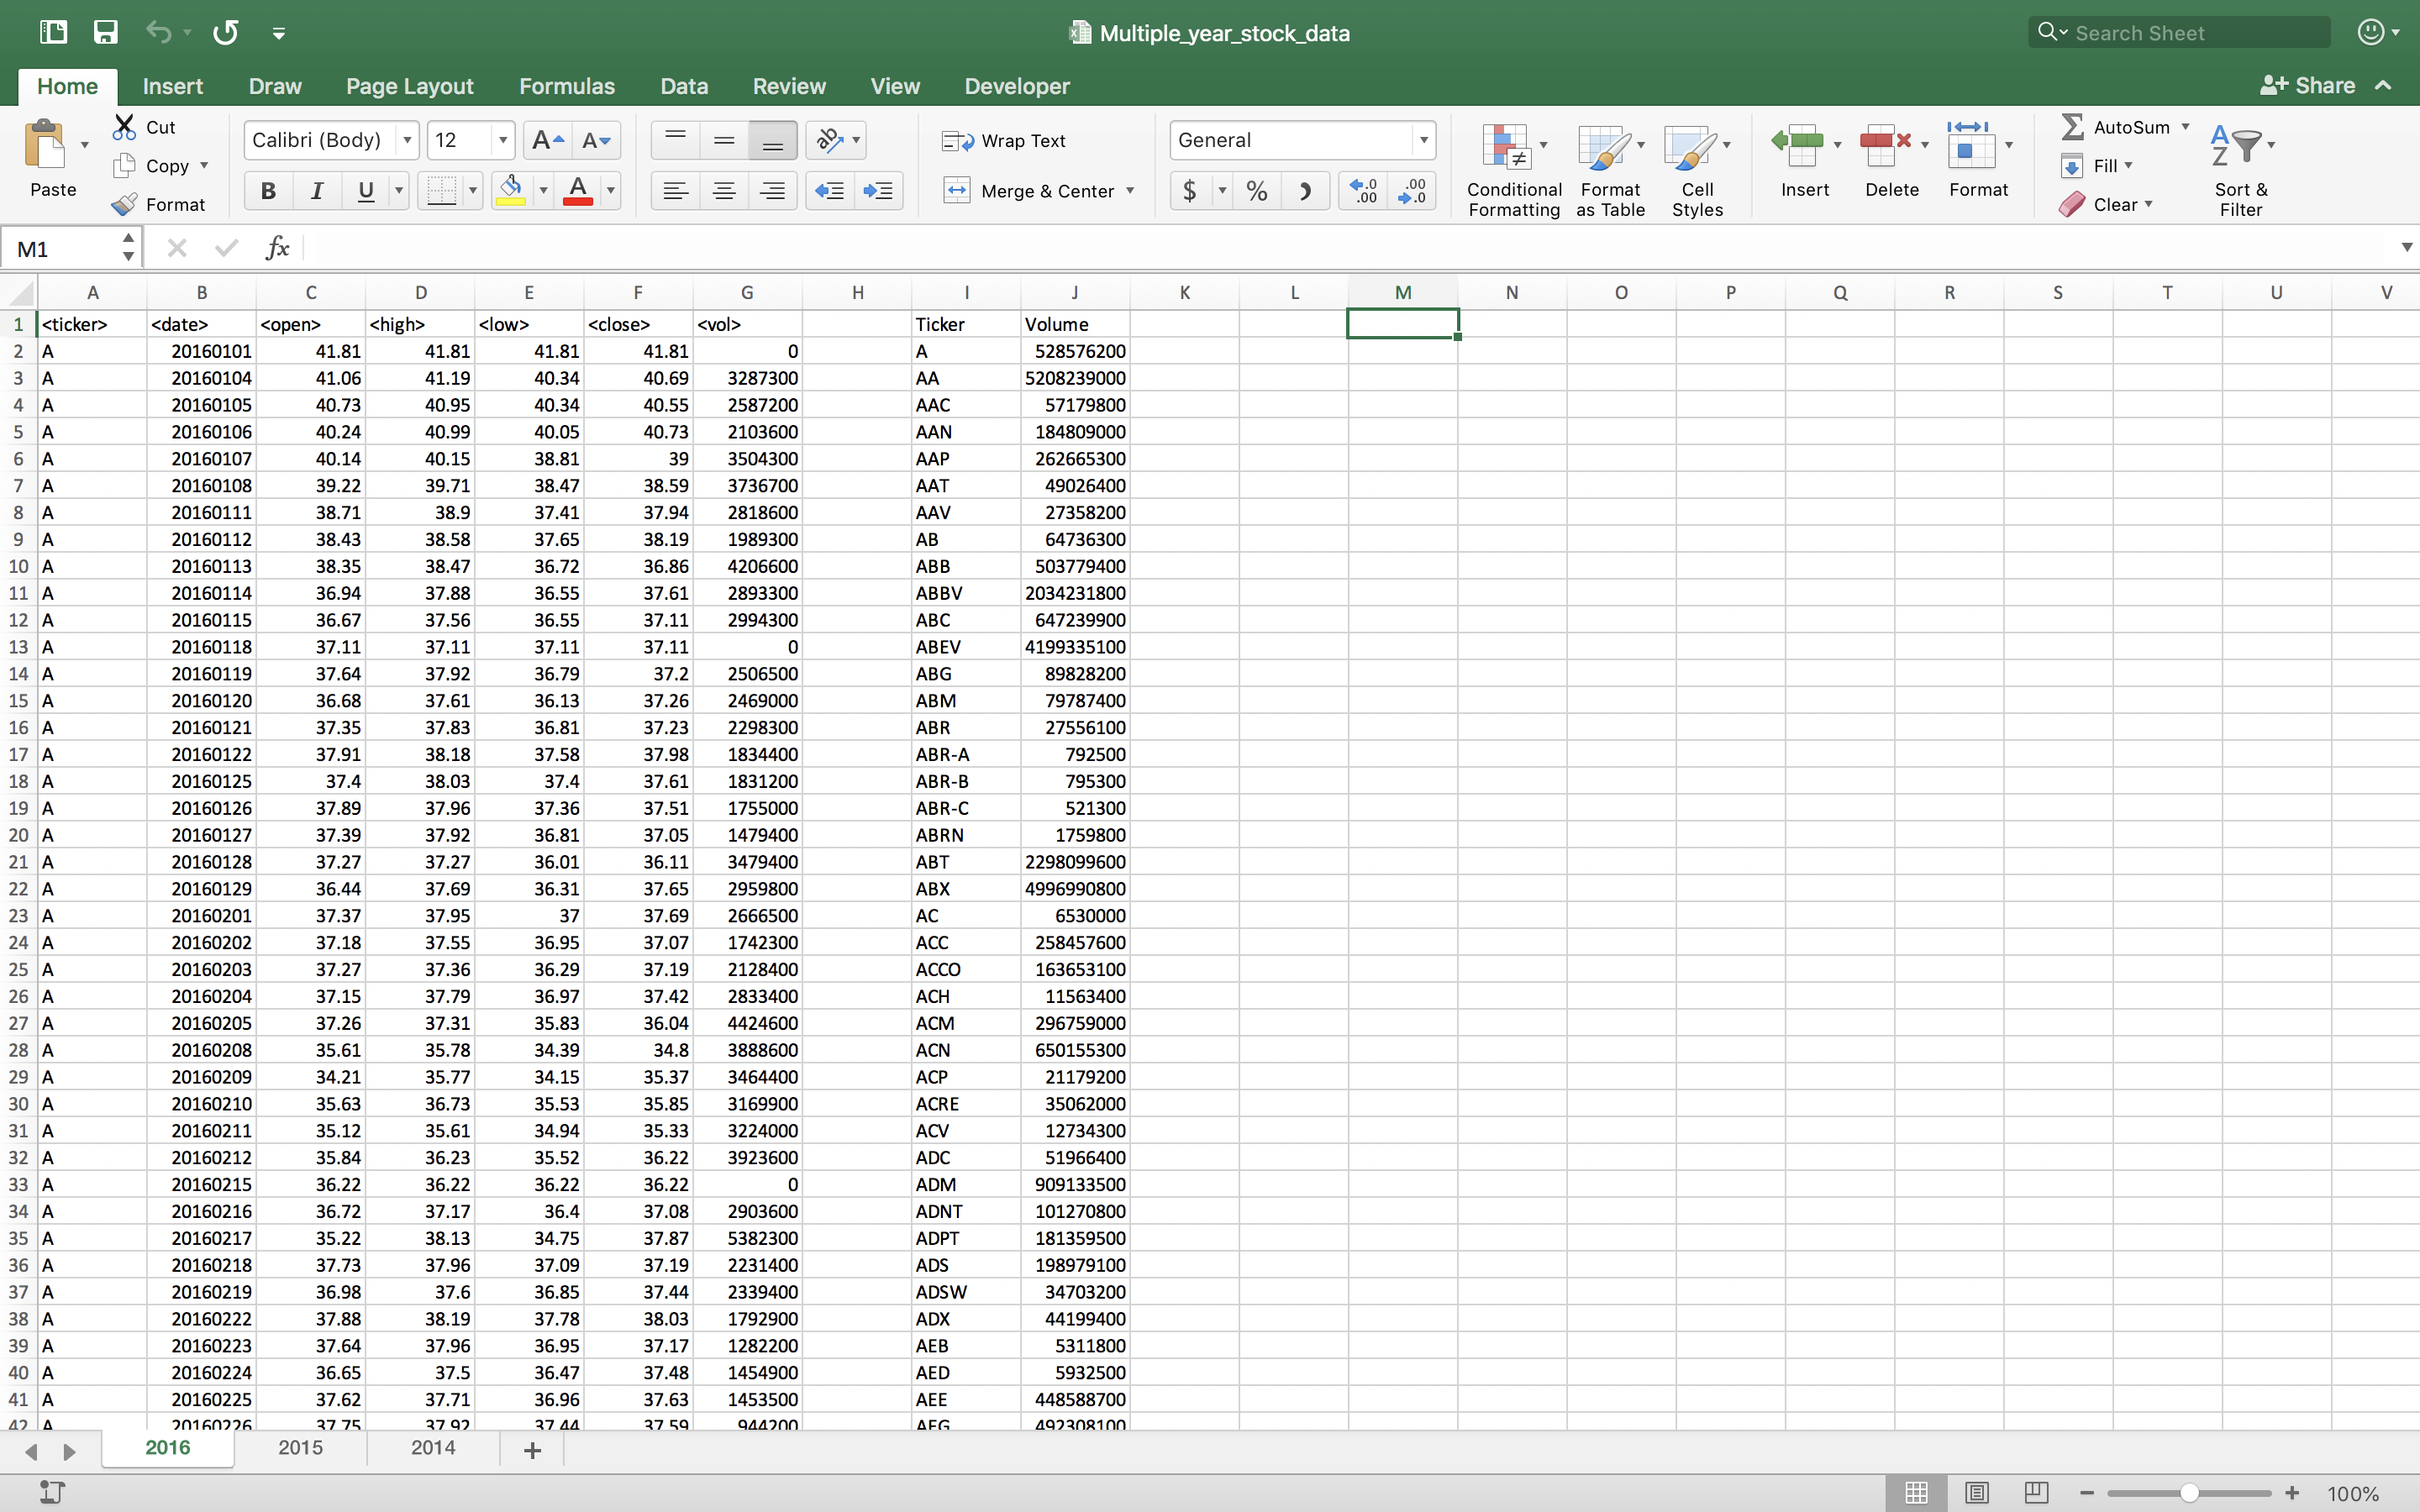 Multiple_year_stock_data
Search Sheet
Home Insert Draw Page Layout Formulas Data Review View Developer Share
Paste Cut Copy Format
Calibri (Body) 12
B I U
Wrap Text
Merge & Center
General
$ % ,
Conditional Formatting
Format as Table
Cell Styles
Insert Delete Format
AutoSum
Fill
Clear
Sort & Filter
M1 fx
A B C D E F G H I J K L M N O P Q R S T U V
1 <ticker> <date> <open> <high> <low> <close> <vol> Ticker Volume
2 A 20160101 41.81 41.81 41.81 41.81 0 A 528576200
3 A 20160104 41.06 41.19 40.34 40.69 3287300 AA 5208239000
4 A 20160105 40.73 40.95 40.34 40.55 2587200 AAC 57179800
5 A 20160106 40.24 40.99 40.05 40.73 2103600 AAN 184809000
6 A 20160107 40.14 40.15 38.81 39 3504300 AAP 262665300
7 A 20160108 39.22 39.71 38.47 38.59 3736700 AAT 49026400
8 A 20160111 38.71 38.9 37.41 37.94 2818600 AAV 27358200
9 A 20160112 38.43 38.58 37.65 38.19 1989300 AB 64736300
10 A 20160113 38.35 38.47 36.72 36.86 4206600 ABB 503779400
11 A 20160114 36.94 37.88 36.55 37.61 2893300 ABBV 2034231800
12 A 20160115 36.67 37.56 36.55 37.11 2994300 ABC 647239900
13 A 20160118 37.11 37.11 37.11 37.11 0 ABEV 4199335100
14 A 20160119 37.64 37.92 36.79 37.2 2506500 ABG 89828200
15 A 20160120 36.68 37.61 36.13 37.26 2469000 ABM 79787400
16 A 20160121 37.35 37.83 36.81 37.23 2298300 ABR 27556100
17 A 20160122 37.91 38.18 37.58 37.98 1834400 ABR-A 792500
18 A 20160125 37.4 38.03 37.4 37.61 1831200 ABR-B 795300
19 A 20160126 37.89 37.96 37.36 37.51 1755000 ABR-C 521300
20 A 20160127 37.39 37.92 36.81 37.05 1479400 ABRN 1759800
21 A 20160128 37.27 37.27 36.01 36.11 3479400 ABT 2298099600
22 A 20160129 36.44 37.69 36.31 37.65 2959800 ABX 4996990800
23 A 20160201 37.37 37.95 37 37.69 2666500 AC 6530000
24 A 20160202 37.18 37.55 36.95 37.07 1742300 ACC 258457600
25 A 20160203 37.27 37.36 36.29 37.19 2128400 ACCO 163653100
26 A 20160204 37.15 37.79 36.97 37.42 2833400 ACH 11563400
27 A 20160205 37.26 37.31 35.83 36.04 4424600 ACM 296759000
28 A 20160208 35.61 35.78 34.39 34.8 3888600 ACN 650155300
29 A 20160209 34.21 35.77 34.15 35.37 3464400 ACP 21179200
30 A 20160210 35.63 36.73 35.53 35.85 3169900 ACRE 35062000
31 A 20160211 35.12 35.61 34.94 35.33 3224000 ACV 12734300
32 A 20160212 35.84 36.23 35.52 36.22 3923600 ADC 51966400
33 A 20160215 36.22 36.22 36.22 36.22 0 ADM 909133500
34 A 20160216 36.72 37.17 36.4 37.08 2903600 ADNT 101270800
35 A 20160217 35.22 38.13 34.75 37.87 5382300 ADPT 181359500
36 A 20160218 37.73 37.96 37.09 37.19 2231400 ADS 198979100
37 A 20160219 36.98 37.6 36.85 37.44 2339400 ADSW 34703200
38 A 20160222 37.88 38.19 37.78 38.03 1792900 ADX 44199400
39 A 20160223 37.64 37.96 36.95 37.17 1282200 AEB 5311800
40 A 20160224 36.65 37.5 36.47 37.48 1454900 AED 5932500
41 A 20160225 37.62 37.71 36.96 37.63 1453500 AEE 448588700
42 A 20160226 37.75 37.92 37.44 37.59 944200 AEG 492308100
2016 2015 2014 +
100%